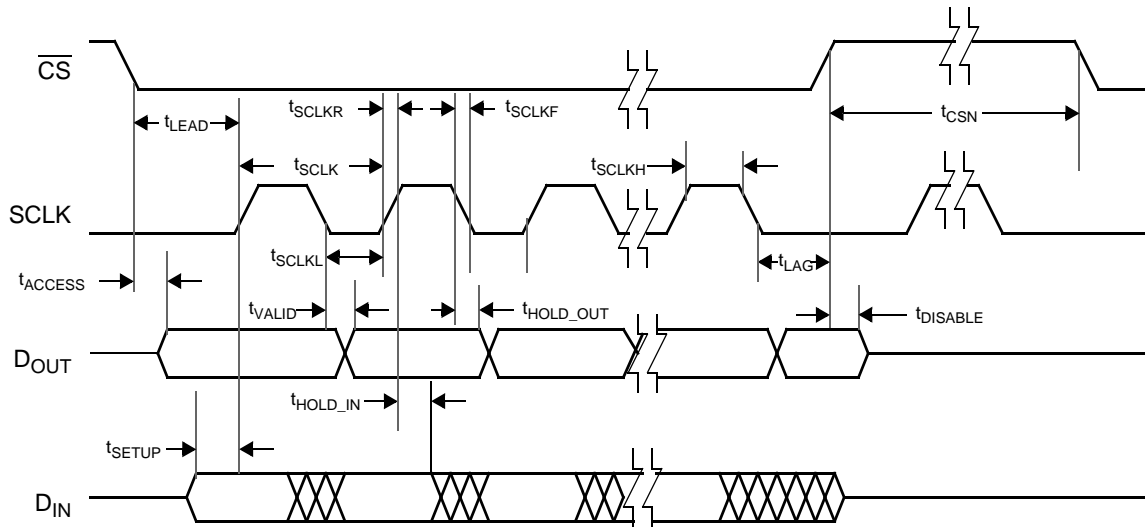 CS
tSCLKR
tSCLKF
tLEAD
tCSN
tSCLK
tSCLKH
SCLK
tSCLKL
tLAG
tACCESS
tVALID
tHOLD_OUT
tDISABLE
DOUT
tHOLD_IN
tSETUP
DIN